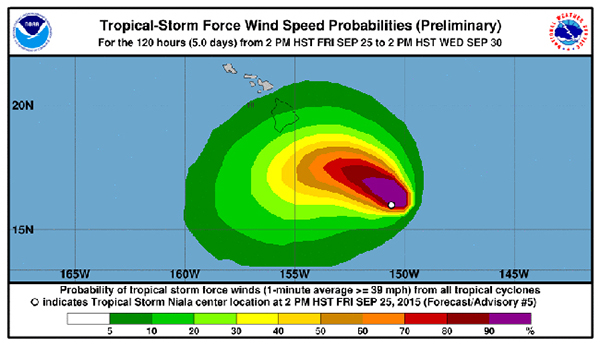 Tropical-Storm Force Wind Speed Probabilities (Preliminary)
For the 120 hours (5.0 days) from 2 PM HST FRI SEP 25 to 2 PM HST WED SEP 30
NOAA
20N
15N
165W 160W 155W 150W 145W
Probability of tropical storm force winds (1-minute average >= 39 mph) from all tropical cyclones
indicates Tropical Storm Niala center location at 2 PM HST FRI SEP 25, 2015 (Forecast/Advisory #5)
5 10 20 30 40 50 60 70 80 90 %